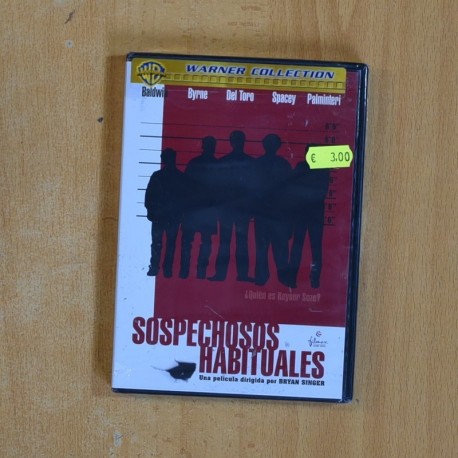 WB WARNER COLLECTION
Baldwin Byrne Del Toro Spacey Palminteri
€ 3,00
¿Quién es Keyser Soze?
SOSPECHOSOS
HABITUALES
Una película dirigida por BRYAN SINGER